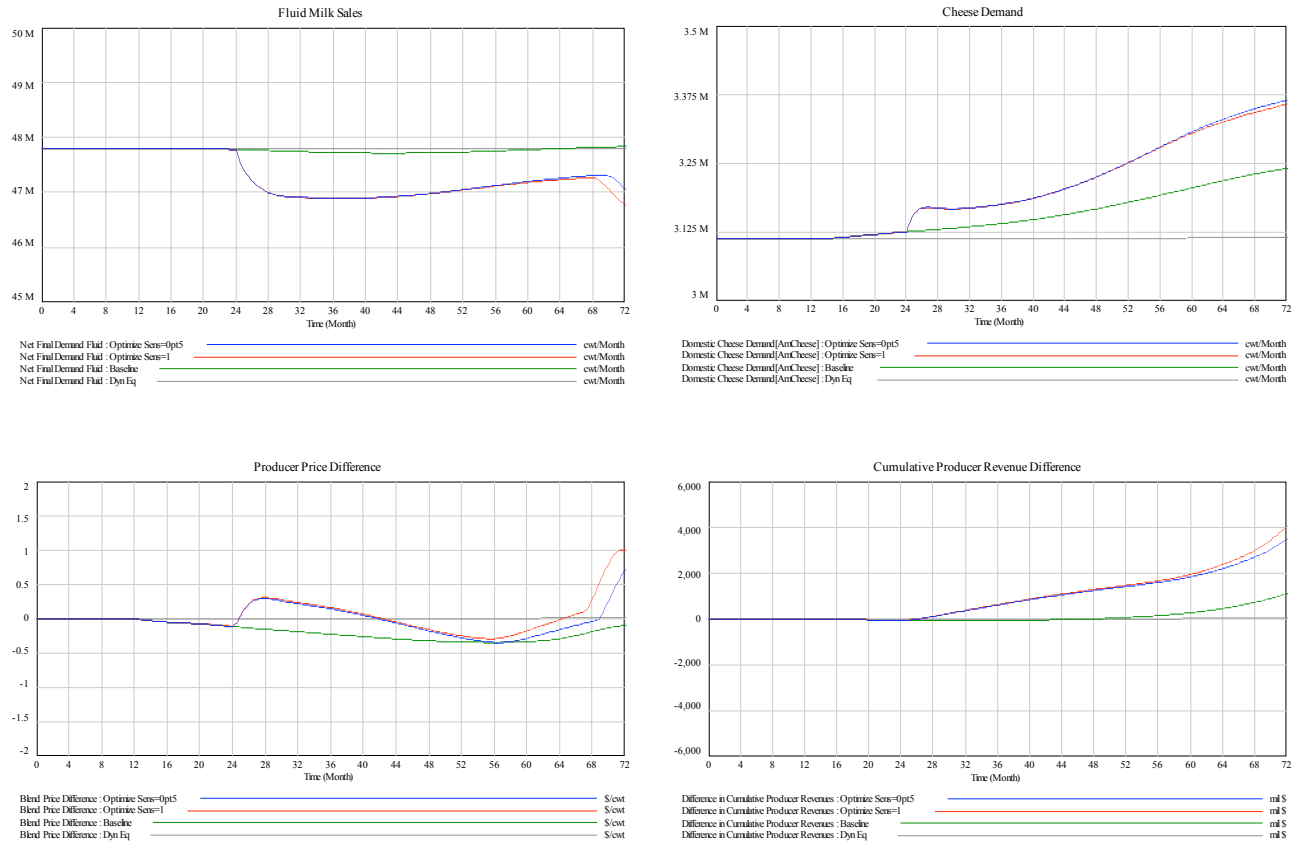 Fluid Milk Sales
50 M
49 M
48 M
47 M
46 M
45 M
0 4 8 12 16 20 24 28 32 36 40 44 48 52 56 60 64 68 72
Time (Month)
Net Final Demand Fluid : Optimize Sens=0pt5 cwt/Month
Net Final Demand Fluid : Optimize Sens=1 cwt/Month
Net Final Demand Fluid : Baseline cwt/Month
Net Final Demand Fluid : Dyn Eq cwt/Month
Cheese Demand
3.5 M
3.375 M
3.25 M
3.125 M
3 M
0 4 8 12 16 20 24 28 32 36 40 44 48 52 56 60 64 68 72
Time (Month)
Domestic Cheese Demand[AmCheese] : Optimize Sens=0pt5 cwt/Month
Domestic Cheese Demand[AmCheese] : Optimize Sens=1 cwt/Month
Domestic Cheese Demand[AmCheese] : Baseline cwt/Month
Domestic Cheese Demand[AmCheese] : Dyn Eq cwt/Month
Producer Price Difference
2
1.5
1
0.5
0
-0.5
-1
-1.5
-2
0 4 8 12 16 20 24 28 32 36 40 44 48 52 56 60 64 68 72
Time (Month)
Blend Price Difference : Optimize Sens=0pt5 $/cwt
Blend Price Difference : Optimize Sens=1 $/cwt
Blend Price Difference : Baseline $/cwt
Blend Price Difference : Dyn Eq $/cwt
Cumulative Producer Revenue Difference
6,000
4,000
2,000
0
-2,000
-4,000
-6,000
0 4 8 12 16 20 24 28 32 36 40 44 48 52 56 60 64 68 72
Time (Month)
Difference in Cumulative Producer Revenues : Optimize Sens=0pt5 mil $
Difference in Cumulative Producer Revenues : Optimize Sens=1 mil $
Difference in Cumulative Producer Revenues : Baseline mil $
Difference in Cumulative Producer Revenues : Dyn Eq mil $